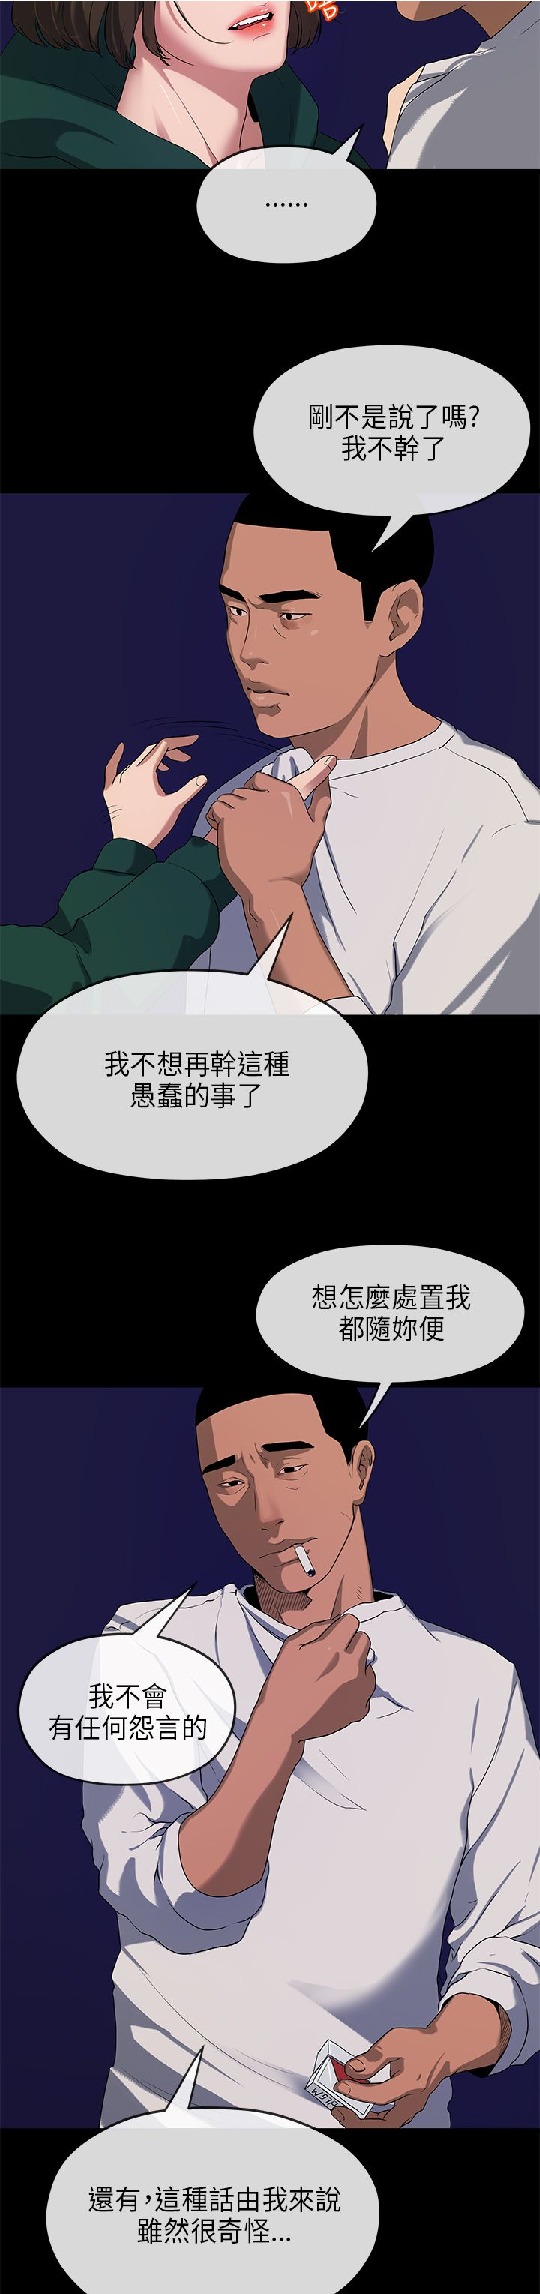 嗒
……
剛不是說了嗎?
我不幹了
我不想再幹這種
愚蠢的事了
想怎麼處置我
都隨妳便
我不會
有任何怨言的
還有,這種話由我來說
雖然很奇怪...